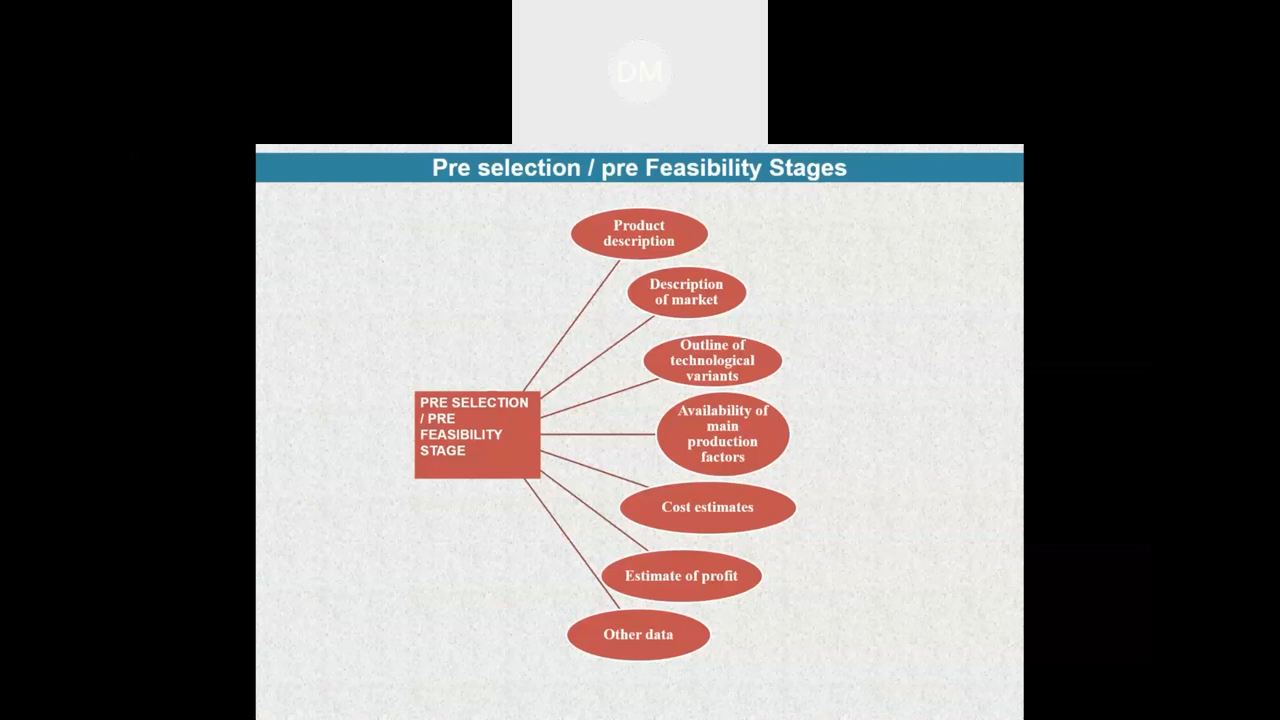 DM
Pre selection / pre Feasibility Stages
Product
description
Description
of market
Outline of
technological
variants
Availability of
main
production
factors
PRE SELECTION
/ PRE
FEASIBILITY
STAGE
Cost estimates
Estimate of profit
Other data